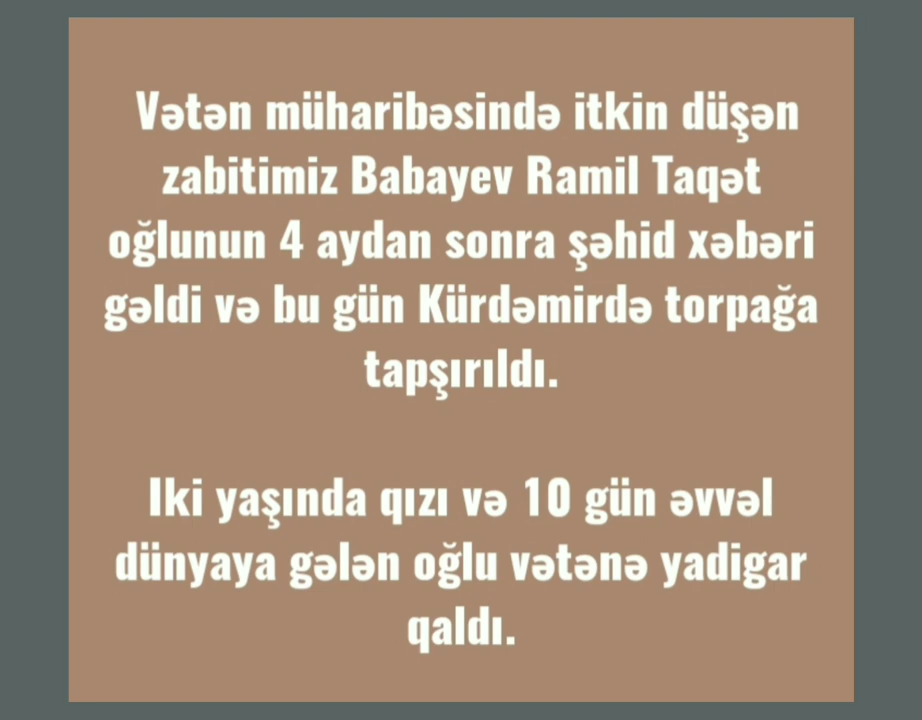 Vətən müharibəsində itkin düşən
zabitimiz Babayev Ramil Taqət
oğlunun 4 aydan sonra şəhid xəbəri
gəldi və bu gün Kürdəmirdə torpağa
tapşırıldı.
Iki yaşında qızı və 10 gün əvvəl
dünyaya gələn oğlu vətənə yadigar
qaldı.